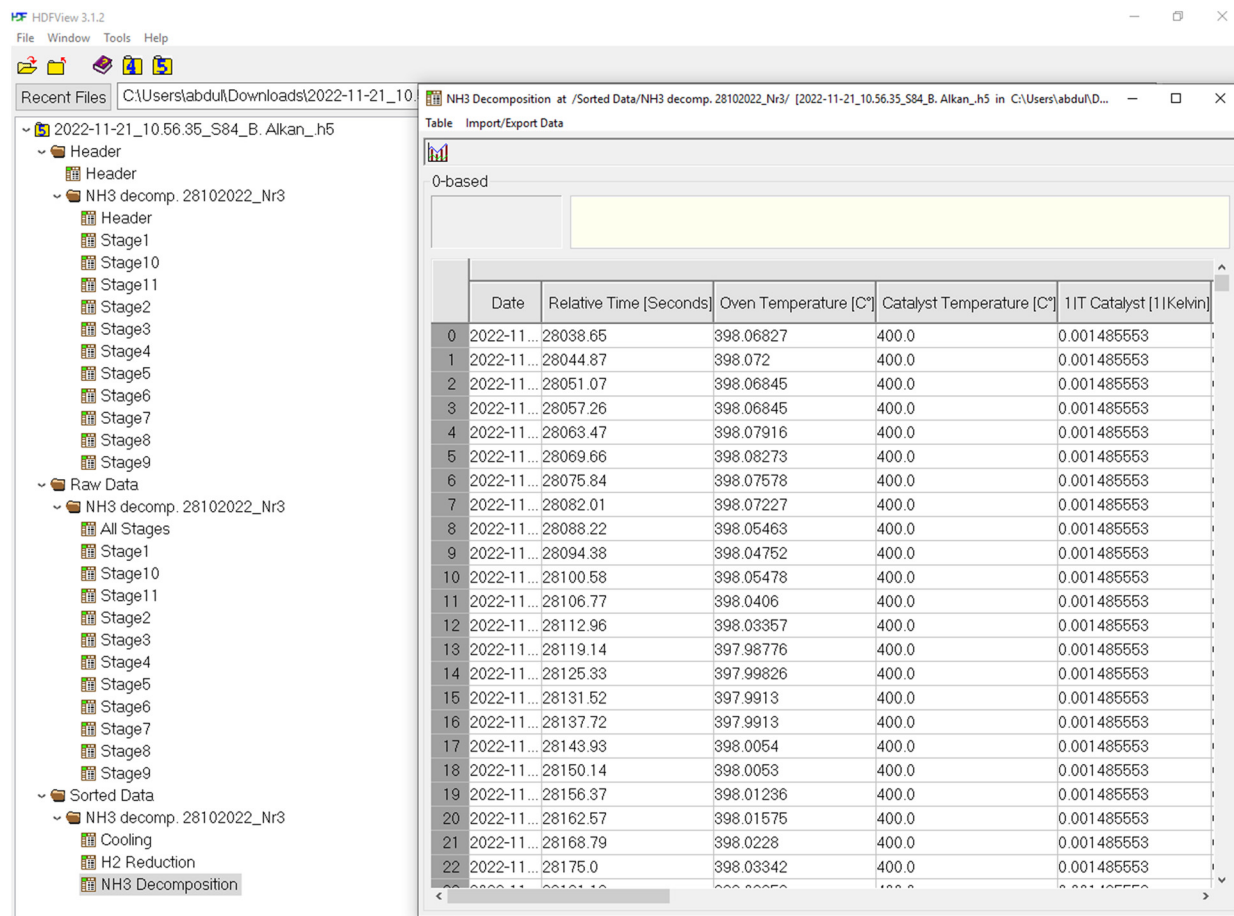 HDFView 3.1.2
File Window Tools Help
Recent Files C:\Users\abdul\Downloads\2022-11-21_10.
2022-11-21_10.56.35_S84_B. Alkan_.h5
Header
Header
NH3 decomp. 28102022_Nr3
Header
Stage1
Stage10
Stage11
Stage2
Stage3
Stage4
Stage5
Stage6
Stage7
Stage8
Stage9
Raw Data
NH3 decomp. 28102022_Nr3
All Stages
Stage1
Stage10
Stage11
Stage2
Stage3
Stage4
Stage5
Stage6
Stage7
Stage8
Stage9
Sorted Data
NH3 decomp. 28102022_Nr3
Cooling
H2 Reduction
NH3 Decomposition
NH3 Decomposition at /Sorted Data/NH3 decomp. 28102022_Nr3/ [2022-11-21_10.56.35_S84_B. Alkan_.h5 in C:\Users\abdul\D...
Table Import/Export Data
0-based
Date Relative Time [Seconds] Oven Temperature [C°] Catalyst Temperature [C°] 1|T Catalyst [1|Kelvin]
0 2022-11... 28038.65 398.06827 400.0 0.001485553
1 2022-11... 28044.87 398.072 400.0 0.001485553
2 2022-11... 28051.07 398.06845 400.0 0.001485553
3 2022-11... 28057.26 398.06845 400.0 0.001485553
4 2022-11... 28063.47 398.07916 400.0 0.001485553
5 2022-11... 28069.66 398.08273 400.0 0.001485553
6 2022-11... 28075.84 398.07578 400.0 0.001485553
7 2022-11... 28082.01 398.07227 400.0 0.001485553
8 2022-11... 28088.22 398.05463 400.0 0.001485553
9 2022-11... 28094.38 398.04752 400.0 0.001485553
10 2022-11... 28100.58 398.05478 400.0 0.001485553
11 2022-11... 28106.77 398.0406 400.0 0.001485553
12 2022-11... 28112.96 398.03357 400.0 0.001485553
13 2022-11... 28119.14 397.98776 400.0 0.001485553
14 2022-11... 28125.33 397.99826 400.0 0.001485553
15 2022-11... 28131.52 397.9913 400.0 0.001485553
16 2022-11... 28137.72 397.9913 400.0 0.001485553
17 2022-11... 28143.93 398.0054 400.0 0.001485553
18 2022-11... 28150.14 398.0053 400.0 0.001485553
19 2022-11... 28156.37 398.01236 400.0 0.001485553
20 2022-11... 28162.57 398.01575 400.0 0.001485553
21 2022-11... 28168.79 398.0228 400.0 0.001485553
22 2022-11... 28175.0 398.03342 400.0 0.001485553